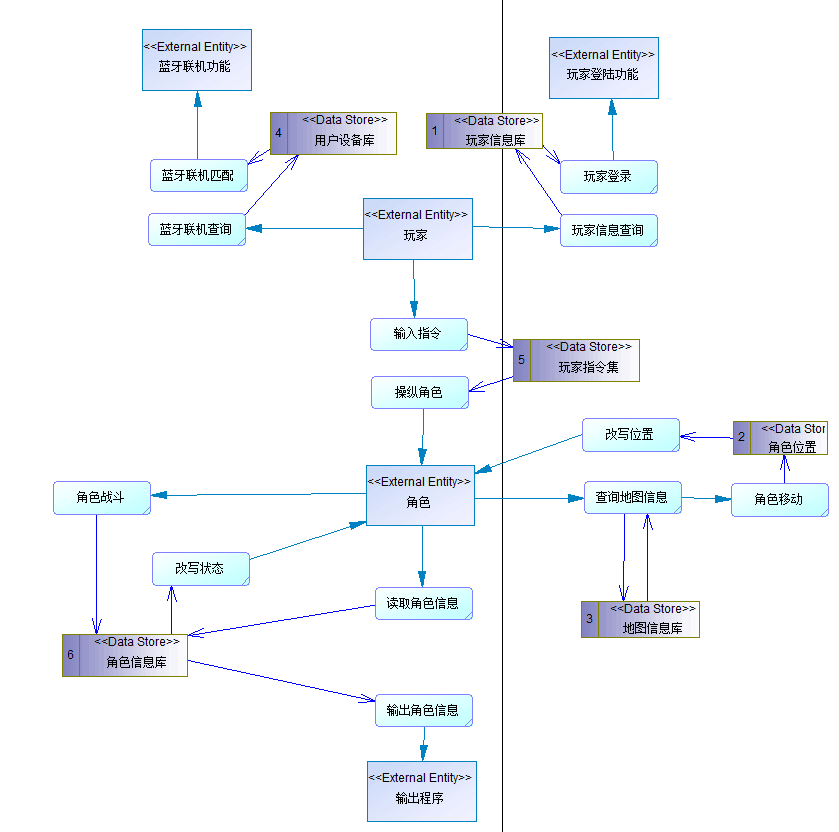 <<External Entity>>
蓝牙联机功能
<<External Entity>>
玩家登陆功能
4
<<Data Store>>
用户设备库
1
<<Data Store>>
玩家信息库
蓝牙联机匹配
玩家登录
蓝牙联机查询
<<External Entity>>
玩家
玩家信息查询
输入指令
5
<<Data Store>>
玩家指令集
操纵角色
改写位置
2
<<Data Stor
角色位置
<<External Entity>>
角色
角色战斗
查询地图信息
角色移动
改写状态
读取角色信息
3
<<Data Store>>
地图信息库
6
<<Data Store>>
角色信息库
输出角色信息
<<External Entity>>
输出程序